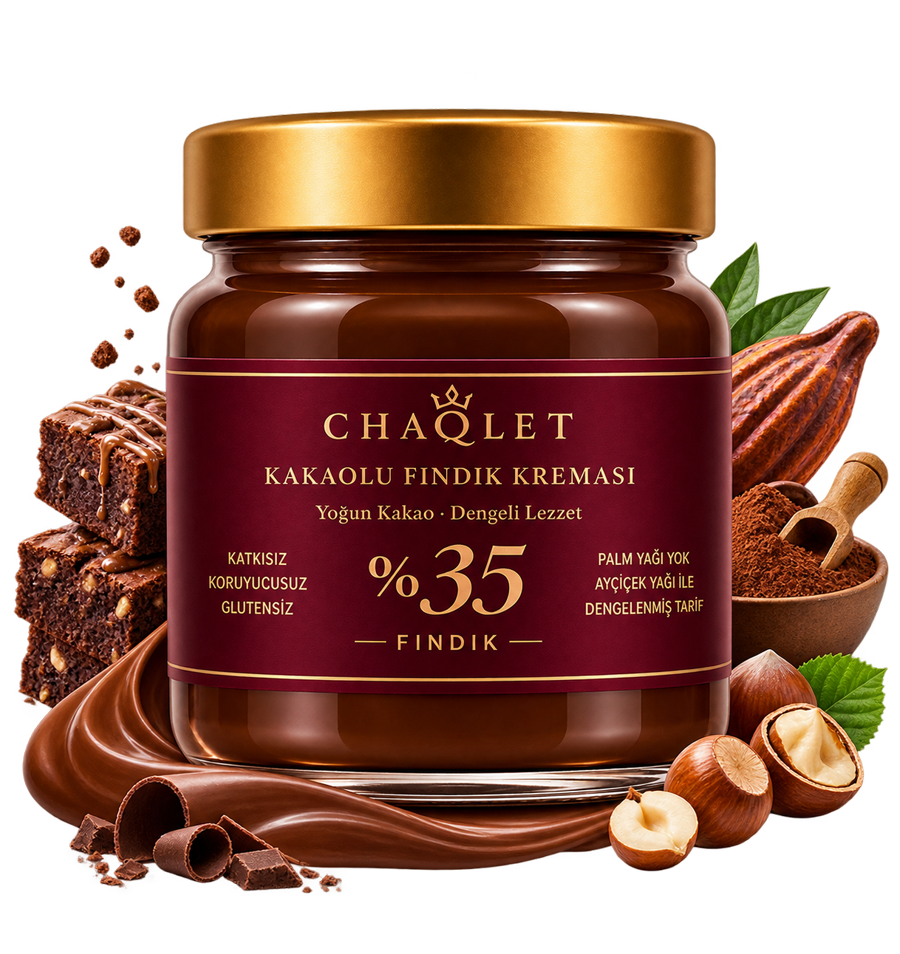 CHAQLET
KAKAOLU FINDIK KREMASI
Yoğun Kakao · Dengeli Lezzet
KATKISIZ
KORUYUCUSUZ
GLUTENSİZ
%35
FINDIK
PALM YAĞI YOK
AYÇİÇEK YAĞI İLE
DENGELENMİŞ TARİF